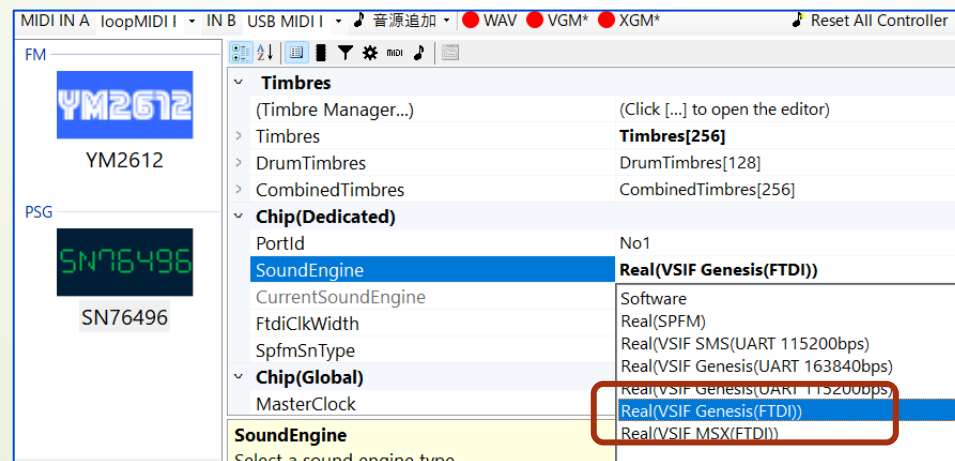 MIDI IN A loopMIDI I IN B USB MIDI I 音源追加 WAV VGM* XGM* Reset All Controller
FM
YM2612
YM2612
PSG
SN76496
SN76496
Timbres
(Timbre Manager...) (Click [...] to open the editor)
Timbres Timbres[256]
DrumTimbres DrumTimbres[128]
CombinedTimbres CombinedTimbres[256]
Chip(Dedicated)
PortId No1
SoundEngine Real(VSIF Genesis(FTDI))
CurrentSoundEngine
FtdiClkWidth
SpfmSnType
Chip(Global)
MasterClock
Software
Real(SPFM)
Real(VSIF SMS(UART 115200bps)
Real(VSIF Genesis(UART 163840bps)
Real(VSIF Genesis(UART 115200bps)
Real(VSIF Genesis(FTDI))
Real(VSIF MSX(FTDI))
SoundEngine
Select a sound engine type